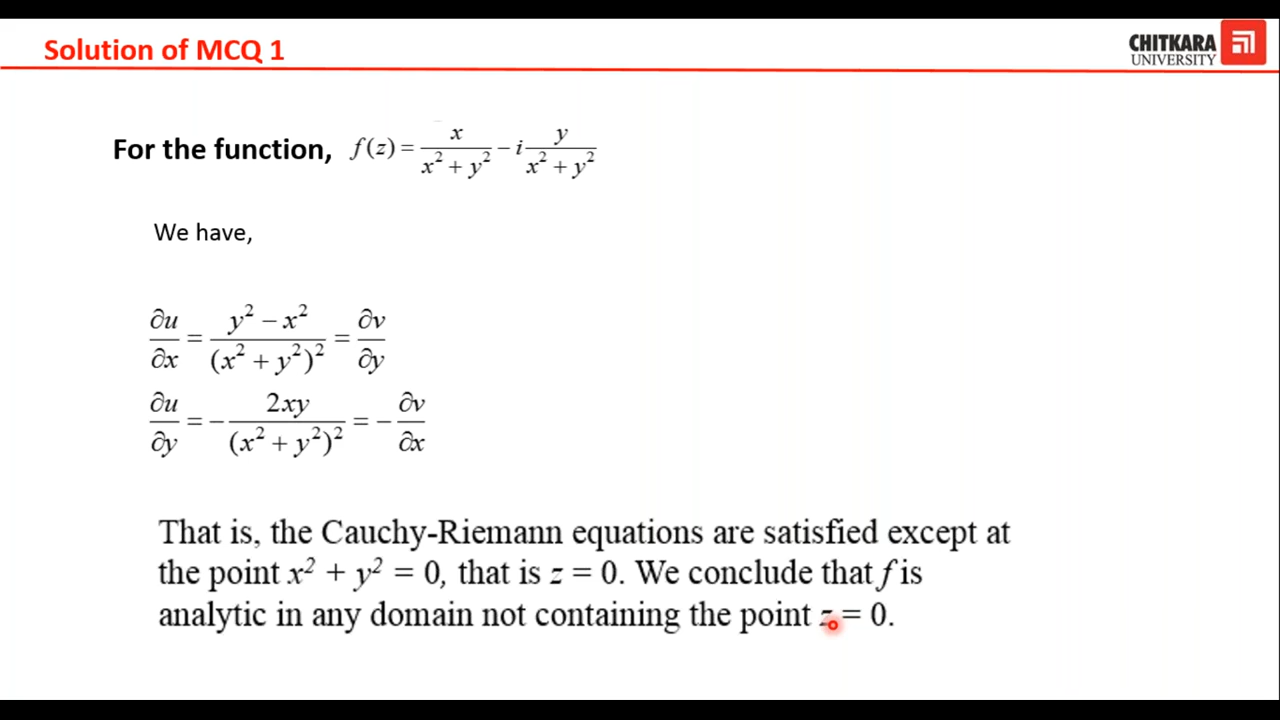 Solution of MCQ 1
CHITKARA
UNIVERSITY
For the function, f(z) = x/(x² + y²) − i y/(x² + y²)
We have,
∂u/∂x = (y² − x²)/(x² + y²)² = ∂v/∂y
∂u/∂y = − 2xy/(x² + y²)² = − ∂v/∂x
That is, the Cauchy-Riemann equations are satisfied except at
the point x² + y² = 0, that is z = 0. We conclude that f is
analytic in any domain not containing the point z = 0.